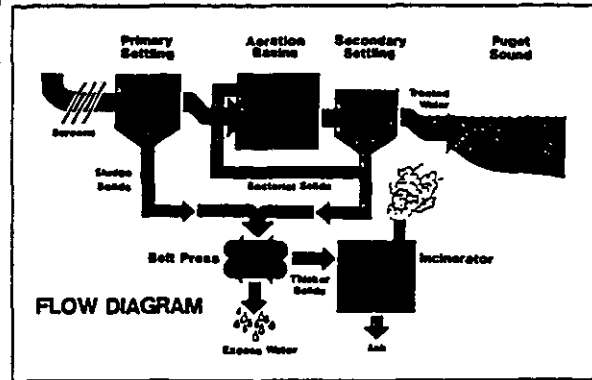 Primary
Settling
Aeration
Basins
Secondary
Settling
Puget
Sound
Treated
Water
Screens
Sludge
Solids
Bacterial Solids
Belt Press
Thicker
Solids
Incinerator
FLOW DIAGRAM
Excess Water
Ash